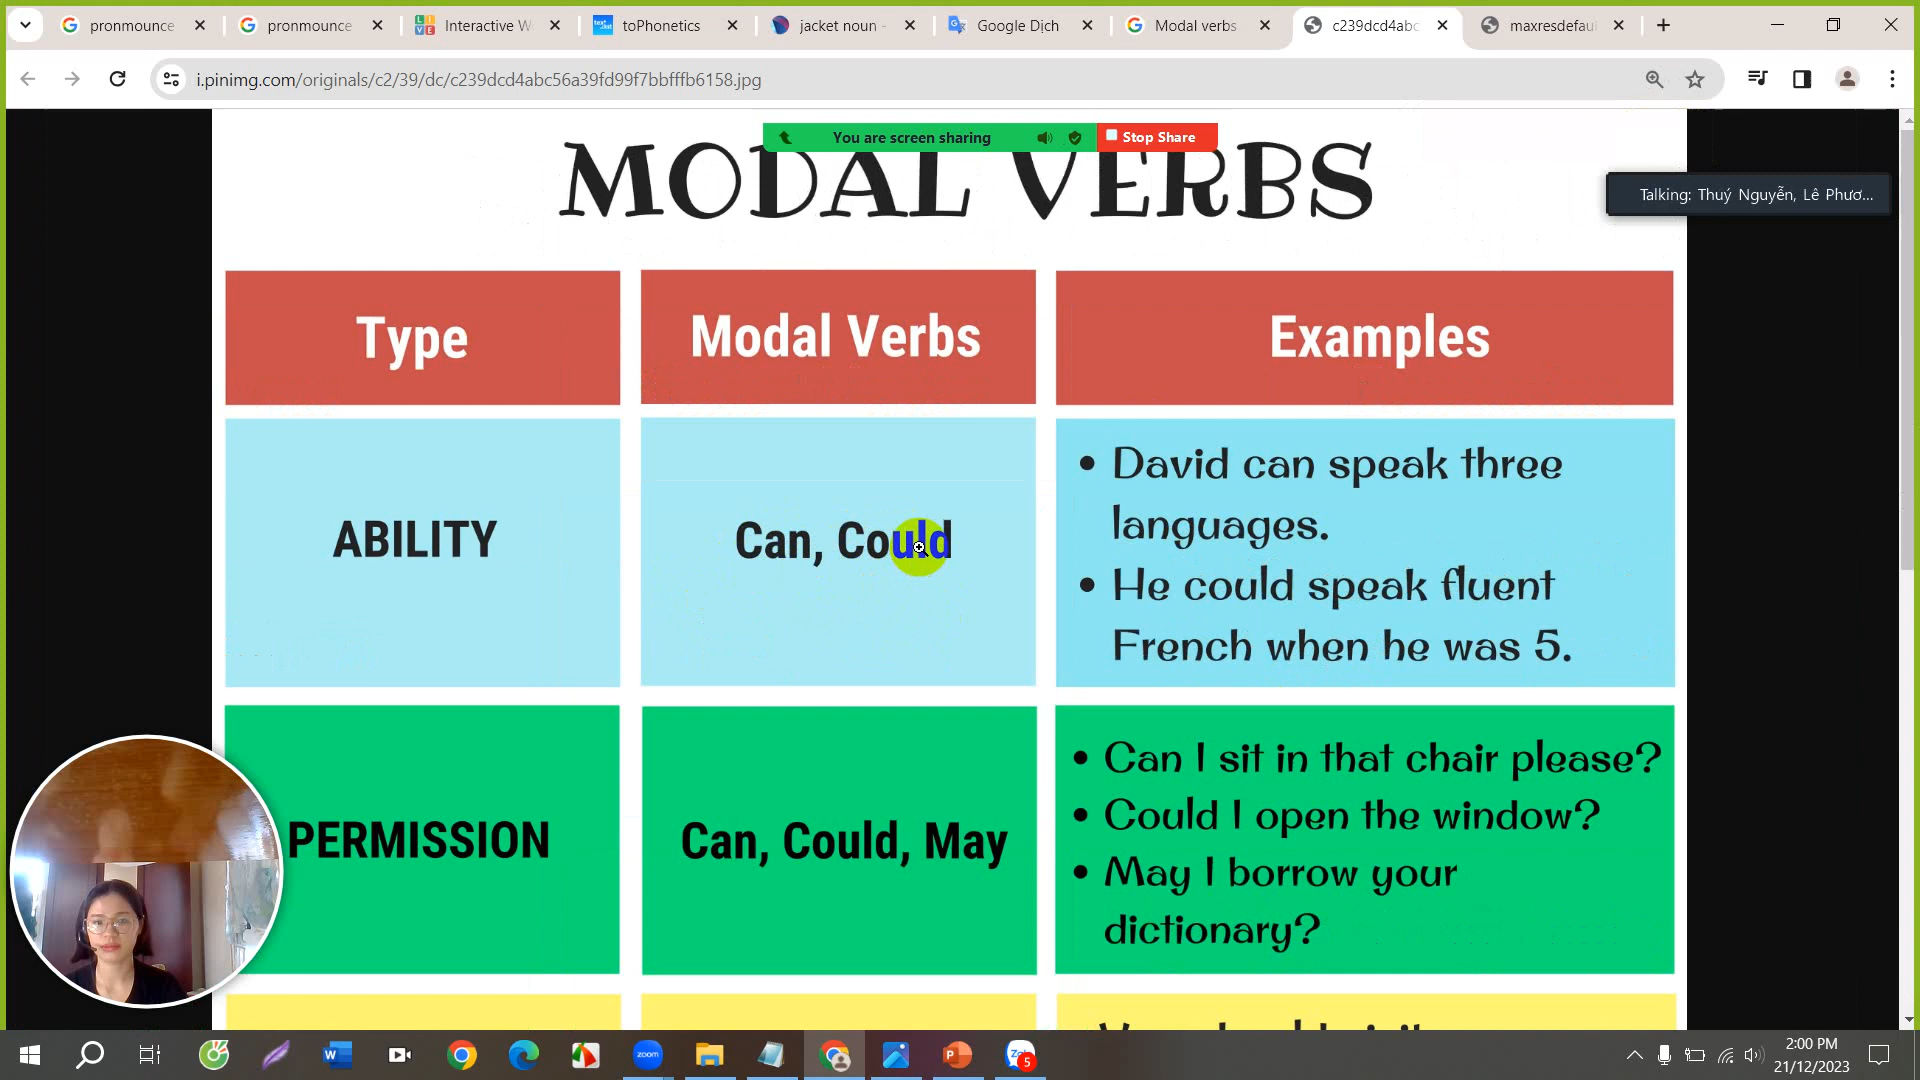 pronmounce
pronmounce
Interactive W
toPhonetics
jacket noun -
Google Dịch
Modal verbs
c239dcd4abc
maxresdefau
i.pinimg.com/originals/c2/39/dc/c239dcd4abc56a39fd99f7bbfffb6158.jpg
You are screen sharing
Stop Share
MODAL VERBS
Talking: Thuý Nguyễn, Lê Phươ...
Type
Modal Verbs
Examples
ABILITY
Can, Could
• David can speak three
languages.
• He could speak fluent
French when he was 5.
PERMISSION
Can, Could, May
• Can I sit in that chair please?
• Could I open the window?
• May I borrow your
dictionary?
zoom
5
2:00 PM
21/12/2023